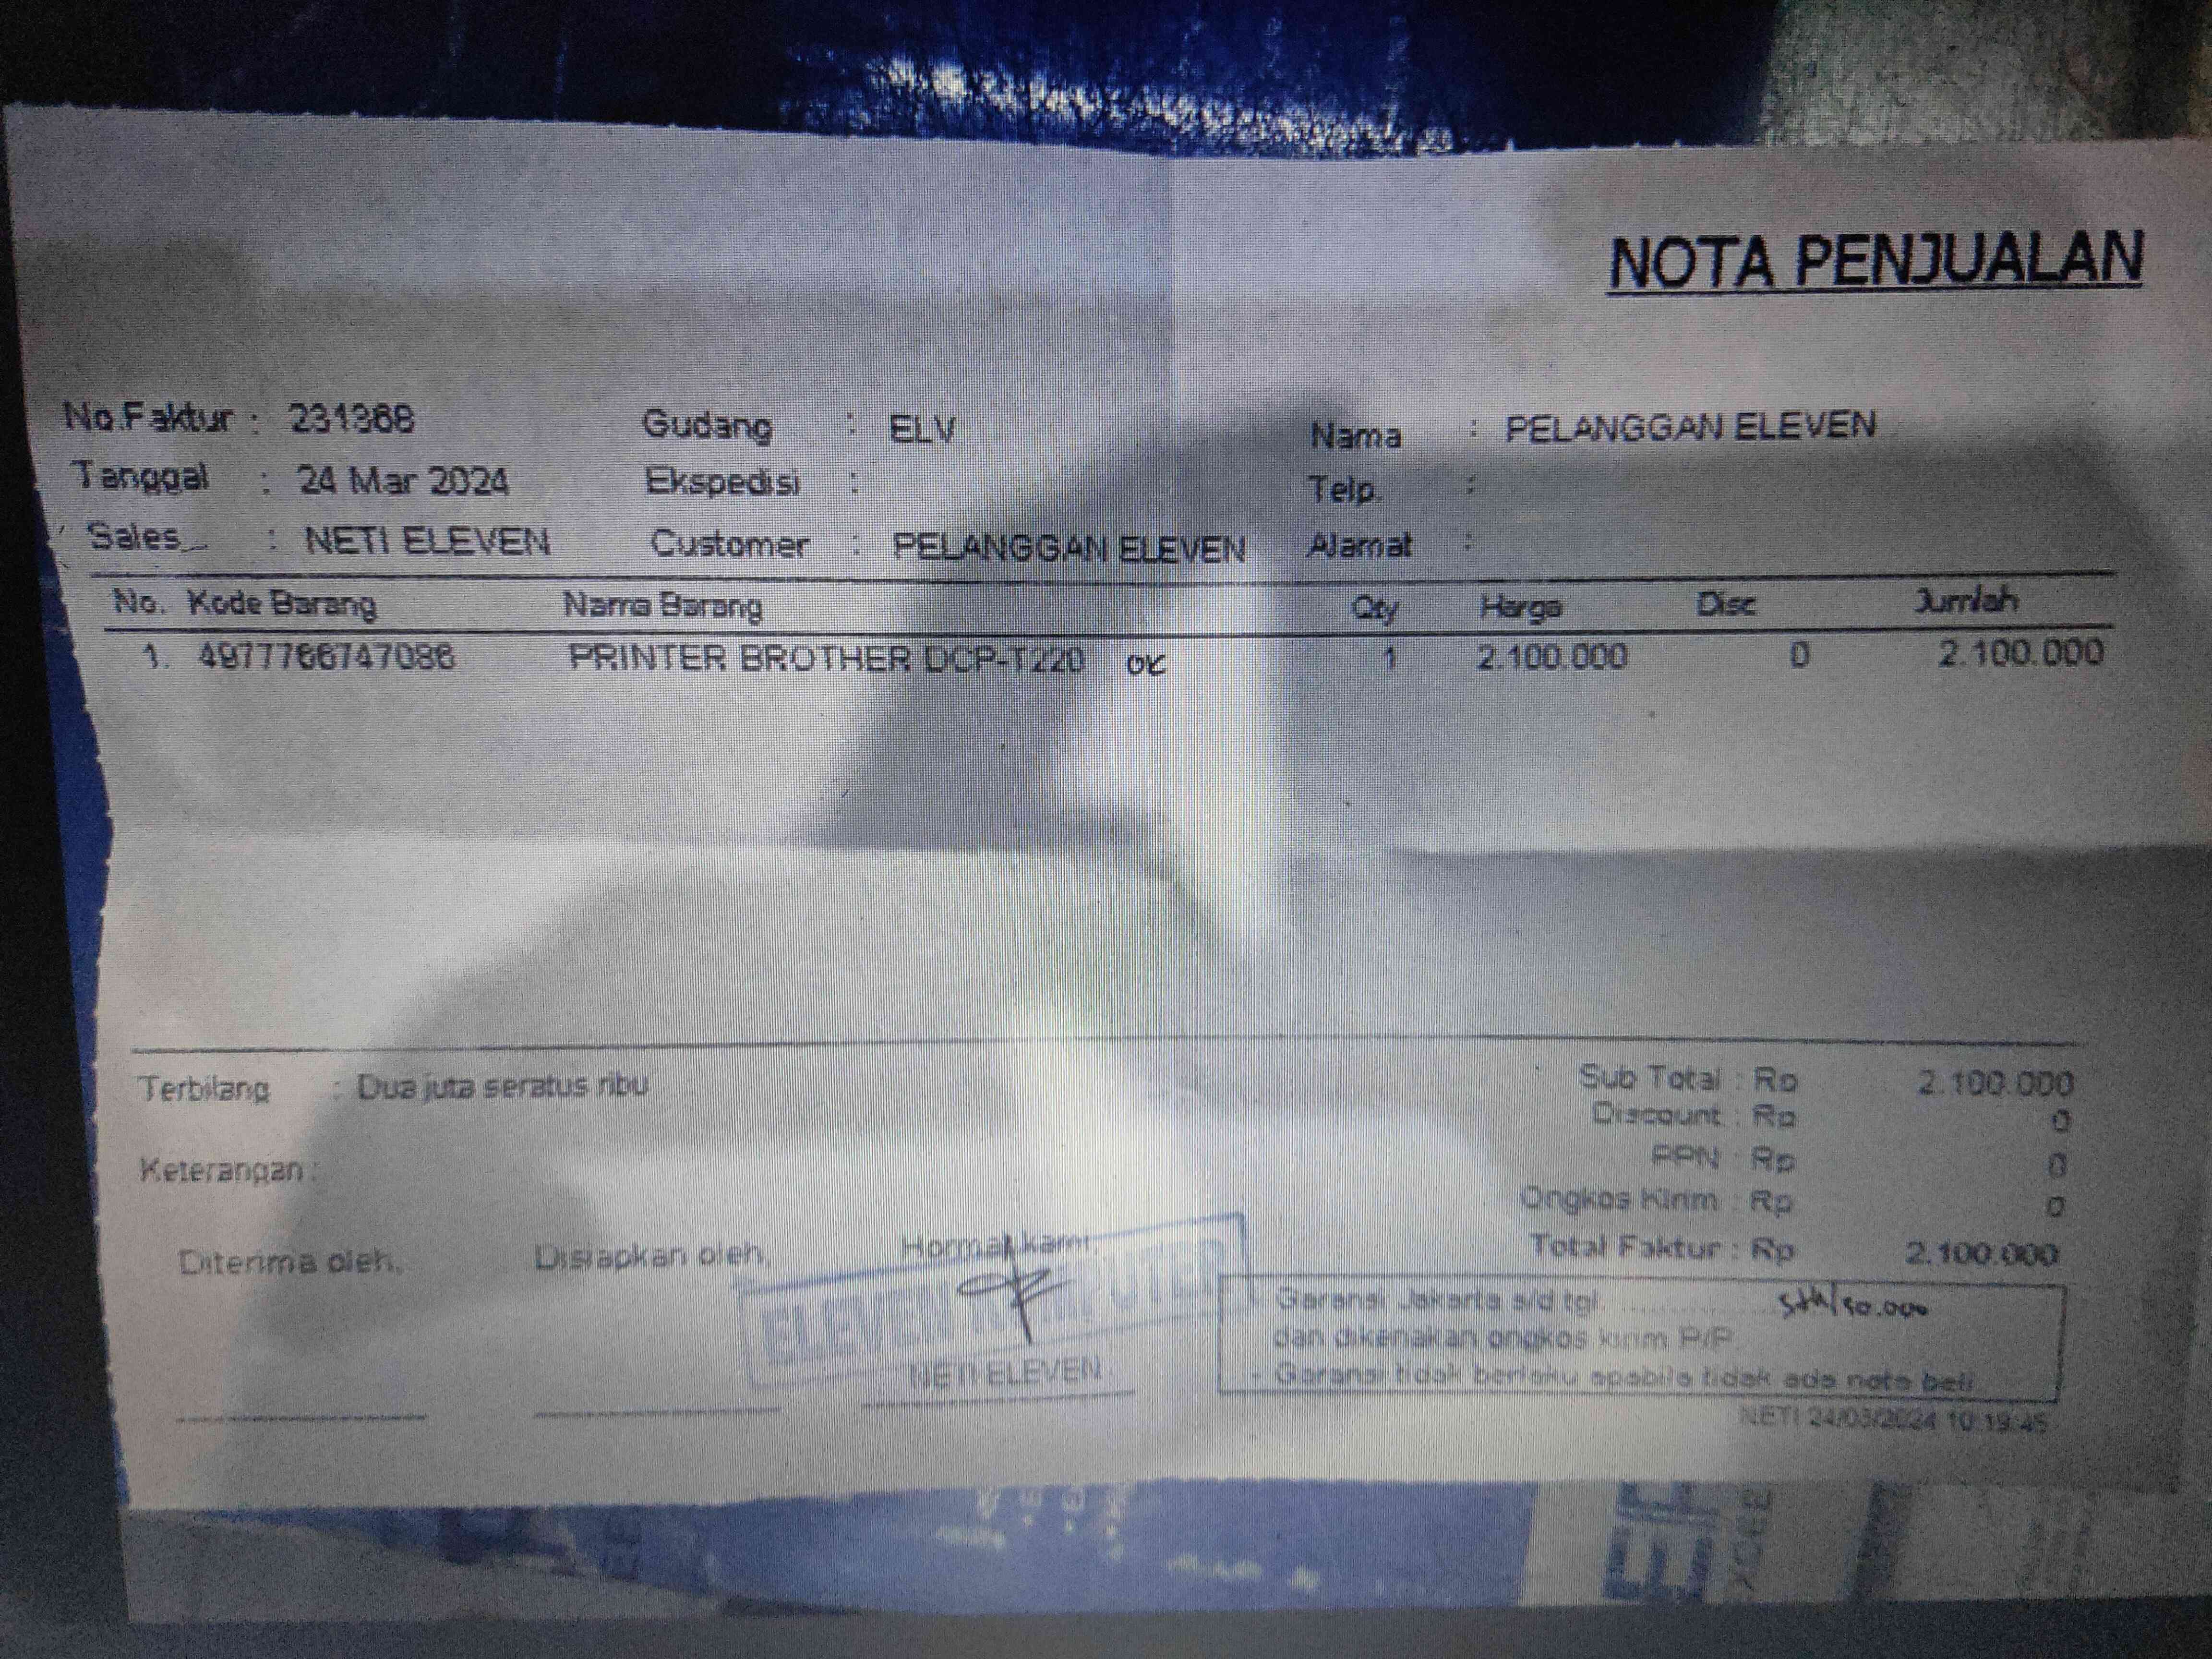 NOTA PENJUALAN
No.Faktur : 231368 Gudang : ELV Nama : PELANGGAN ELEVEN
Tanggal : 24 Mar 2024 Ekspedisi : Telp. :
Sales : NETI ELEVEN Customer : PELANGGAN ELEVEN Alamat :
No. Kode Barang Nama Barang Qty Harga Disc Jumlah
1. 4977766747086 PRINTER BROTHER DCP-T220 OK 1 2.100.000 0 2.100.000
Terbilang : Dua juta seratus ribu
Sub Total : Rp 2.100.000
Discount : Rp 0
PPN : Rp 0
Ongkos Kirim : Rp 0
Total Faktur : Rp 2.100.000
Keterangan :
Diterima oleh, Disiapkan oleh, Hormat kami,
ELEVEN KOMPUTER
NETI ELEVEN
Garansi Jakarta s/d tgl. ............
dan dikenakan ongkos kirim P/P
- Garansi tidak berlaku apabila tidak ada nota beli
NETI 24/03/2024 10:19:45